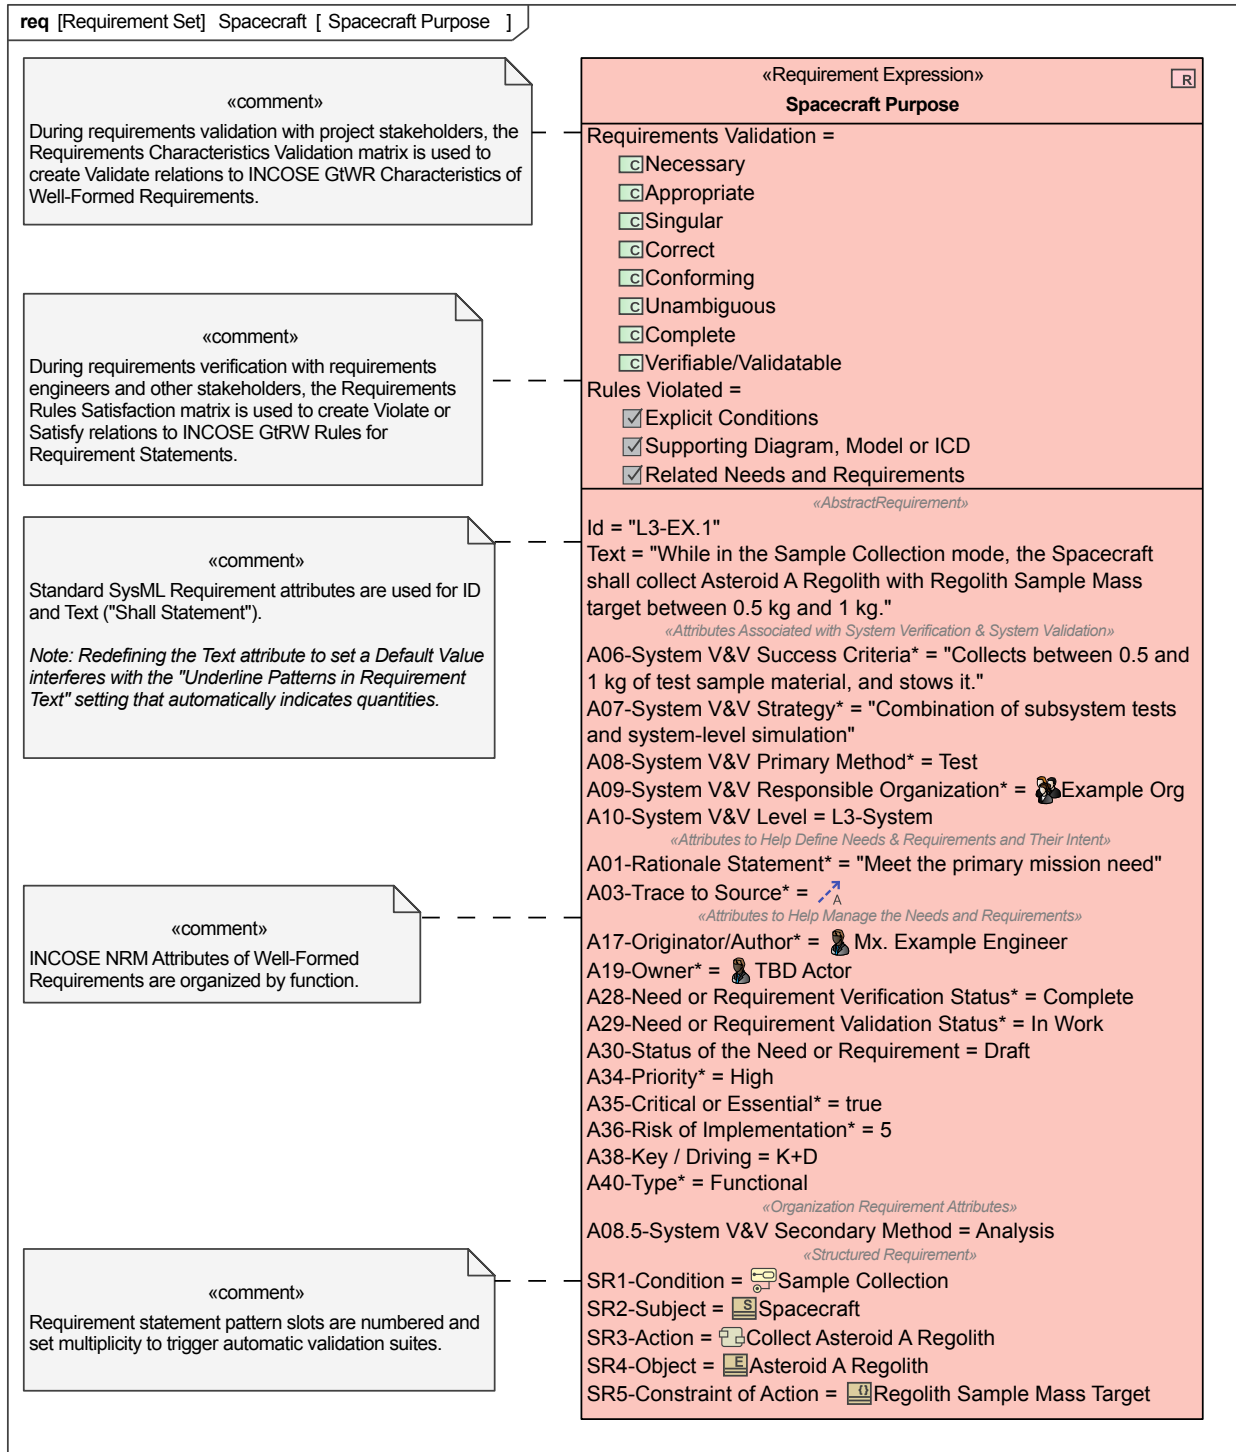 req [Requirement Set] Spacecraft [ Spacecraft Purpose ]
«comment»
During requirements validation with project stakeholders, the
Requirements Characteristics Validation matrix is used to
create Validate relations to INCOSE GtWR Characteristics of
Well-Formed Requirements.
«comment»
During requirements verification with requirements
engineers and other stakeholders, the Requirements
Rules Satisfaction matrix is used to create Violate or
Satisfy relations to INCOSE GtRW Rules for
Requirement Statements.
«comment»
Standard SysML Requirement attributes are used for ID
and Text ("Shall Statement").
Note: Redefining the Text attribute to set a Default Value
interferes with the "Underline Patterns in Requirement
Text" setting that automatically indicates quantities.
«comment»
INCOSE NRM Attributes of Well-Formed
Requirements are organized by function.
«comment»
Requirement statement pattern slots are numbered and
set multiplicity to trigger automatic validation suites.
«Requirement Expression»
R
Spacecraft Purpose
Requirements Validation =
C Necessary
C Appropriate
C Singular
C Correct
C Conforming
C Unambiguous
C Complete
C Verifiable/Validatable
Rules Violated =
Explicit Conditions
Supporting Diagram, Model or ICD
Related Needs and Requirements
«AbstractRequirement»
Id = "L3-EX.1"
Text = "While in the Sample Collection mode, the Spacecraft
shall collect Asteroid A Regolith with Regolith Sample Mass
target between 0.5 kg and 1 kg."
«Attributes Associated with System Verification & System Validation»
A06-System V&V Success Criteria* = "Collects between 0.5 and
1 kg of test sample material, and stows it."
A07-System V&V Strategy* = "Combination of subsystem tests
and system-level simulation"
A08-System V&V Primary Method* = Test
A09-System V&V Responsible Organization* = Example Org
A10-System V&V Level = L3-System
«Attributes to Help Define Needs & Requirements and Their Intent»
A01-Rationale Statement* = "Meet the primary mission need"
A03-Trace to Source* = A
«Attributes to Help Manage the Needs and Requirements»
A17-Originator/Author* = Mx. Example Engineer
A19-Owner* = TBD Actor
A28-Need or Requirement Verification Status* = Complete
A29-Need or Requirement Validation Status* = In Work
A30-Status of the Need or Requirement = Draft
A34-Priority* = High
A35-Critical or Essential* = true
A36-Risk of Implementation* = 5
A38-Key / Driving = K+D
A40-Type* = Functional
«Organization Requirement Attributes»
A08.5-System V&V Secondary Method = Analysis
«Structured Requirement»
SR1-Condition = Sample Collection
SR2-Subject = S Spacecraft
SR3-Action = Collect Asteroid A Regolith
SR4-Object = E Asteroid A Regolith
SR5-Constraint of Action = {} Regolith Sample Mass Target